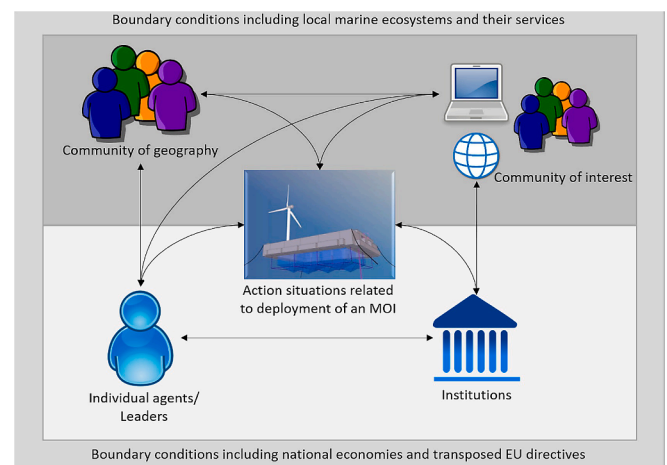 Boundary conditions including local marine ecosystems and their services
Community of geography
Community of interest
Action situations related
to deployment of an MOI
Individual agents/
Leaders
Institutions
Boundary conditions including national economies and transposed EU directives